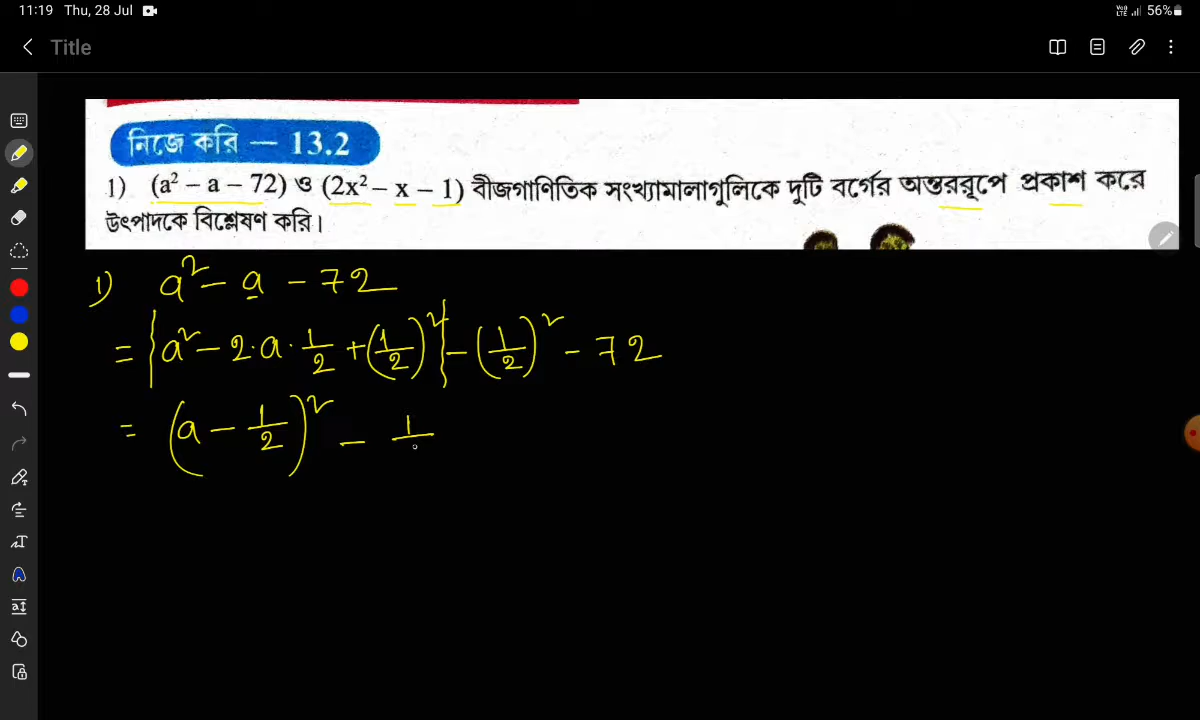 11:19 Thu, 28 Jul 56%
Title
নিজে করি — 13.2
1) (a² – a – 72) ও (2x² – x – 1) বীজগাণিতিক সংখ্যামালাগুলিকে দুটি বর্গের অন্তররূপে প্রকাশ করে
উৎপাদকে বিশ্লেষণ করি।
1) a² – a – 72
= {a² – 2·a·1/2 + (1/2)²} – (1/2)² – 72
= (a – 1/2)² – 1/